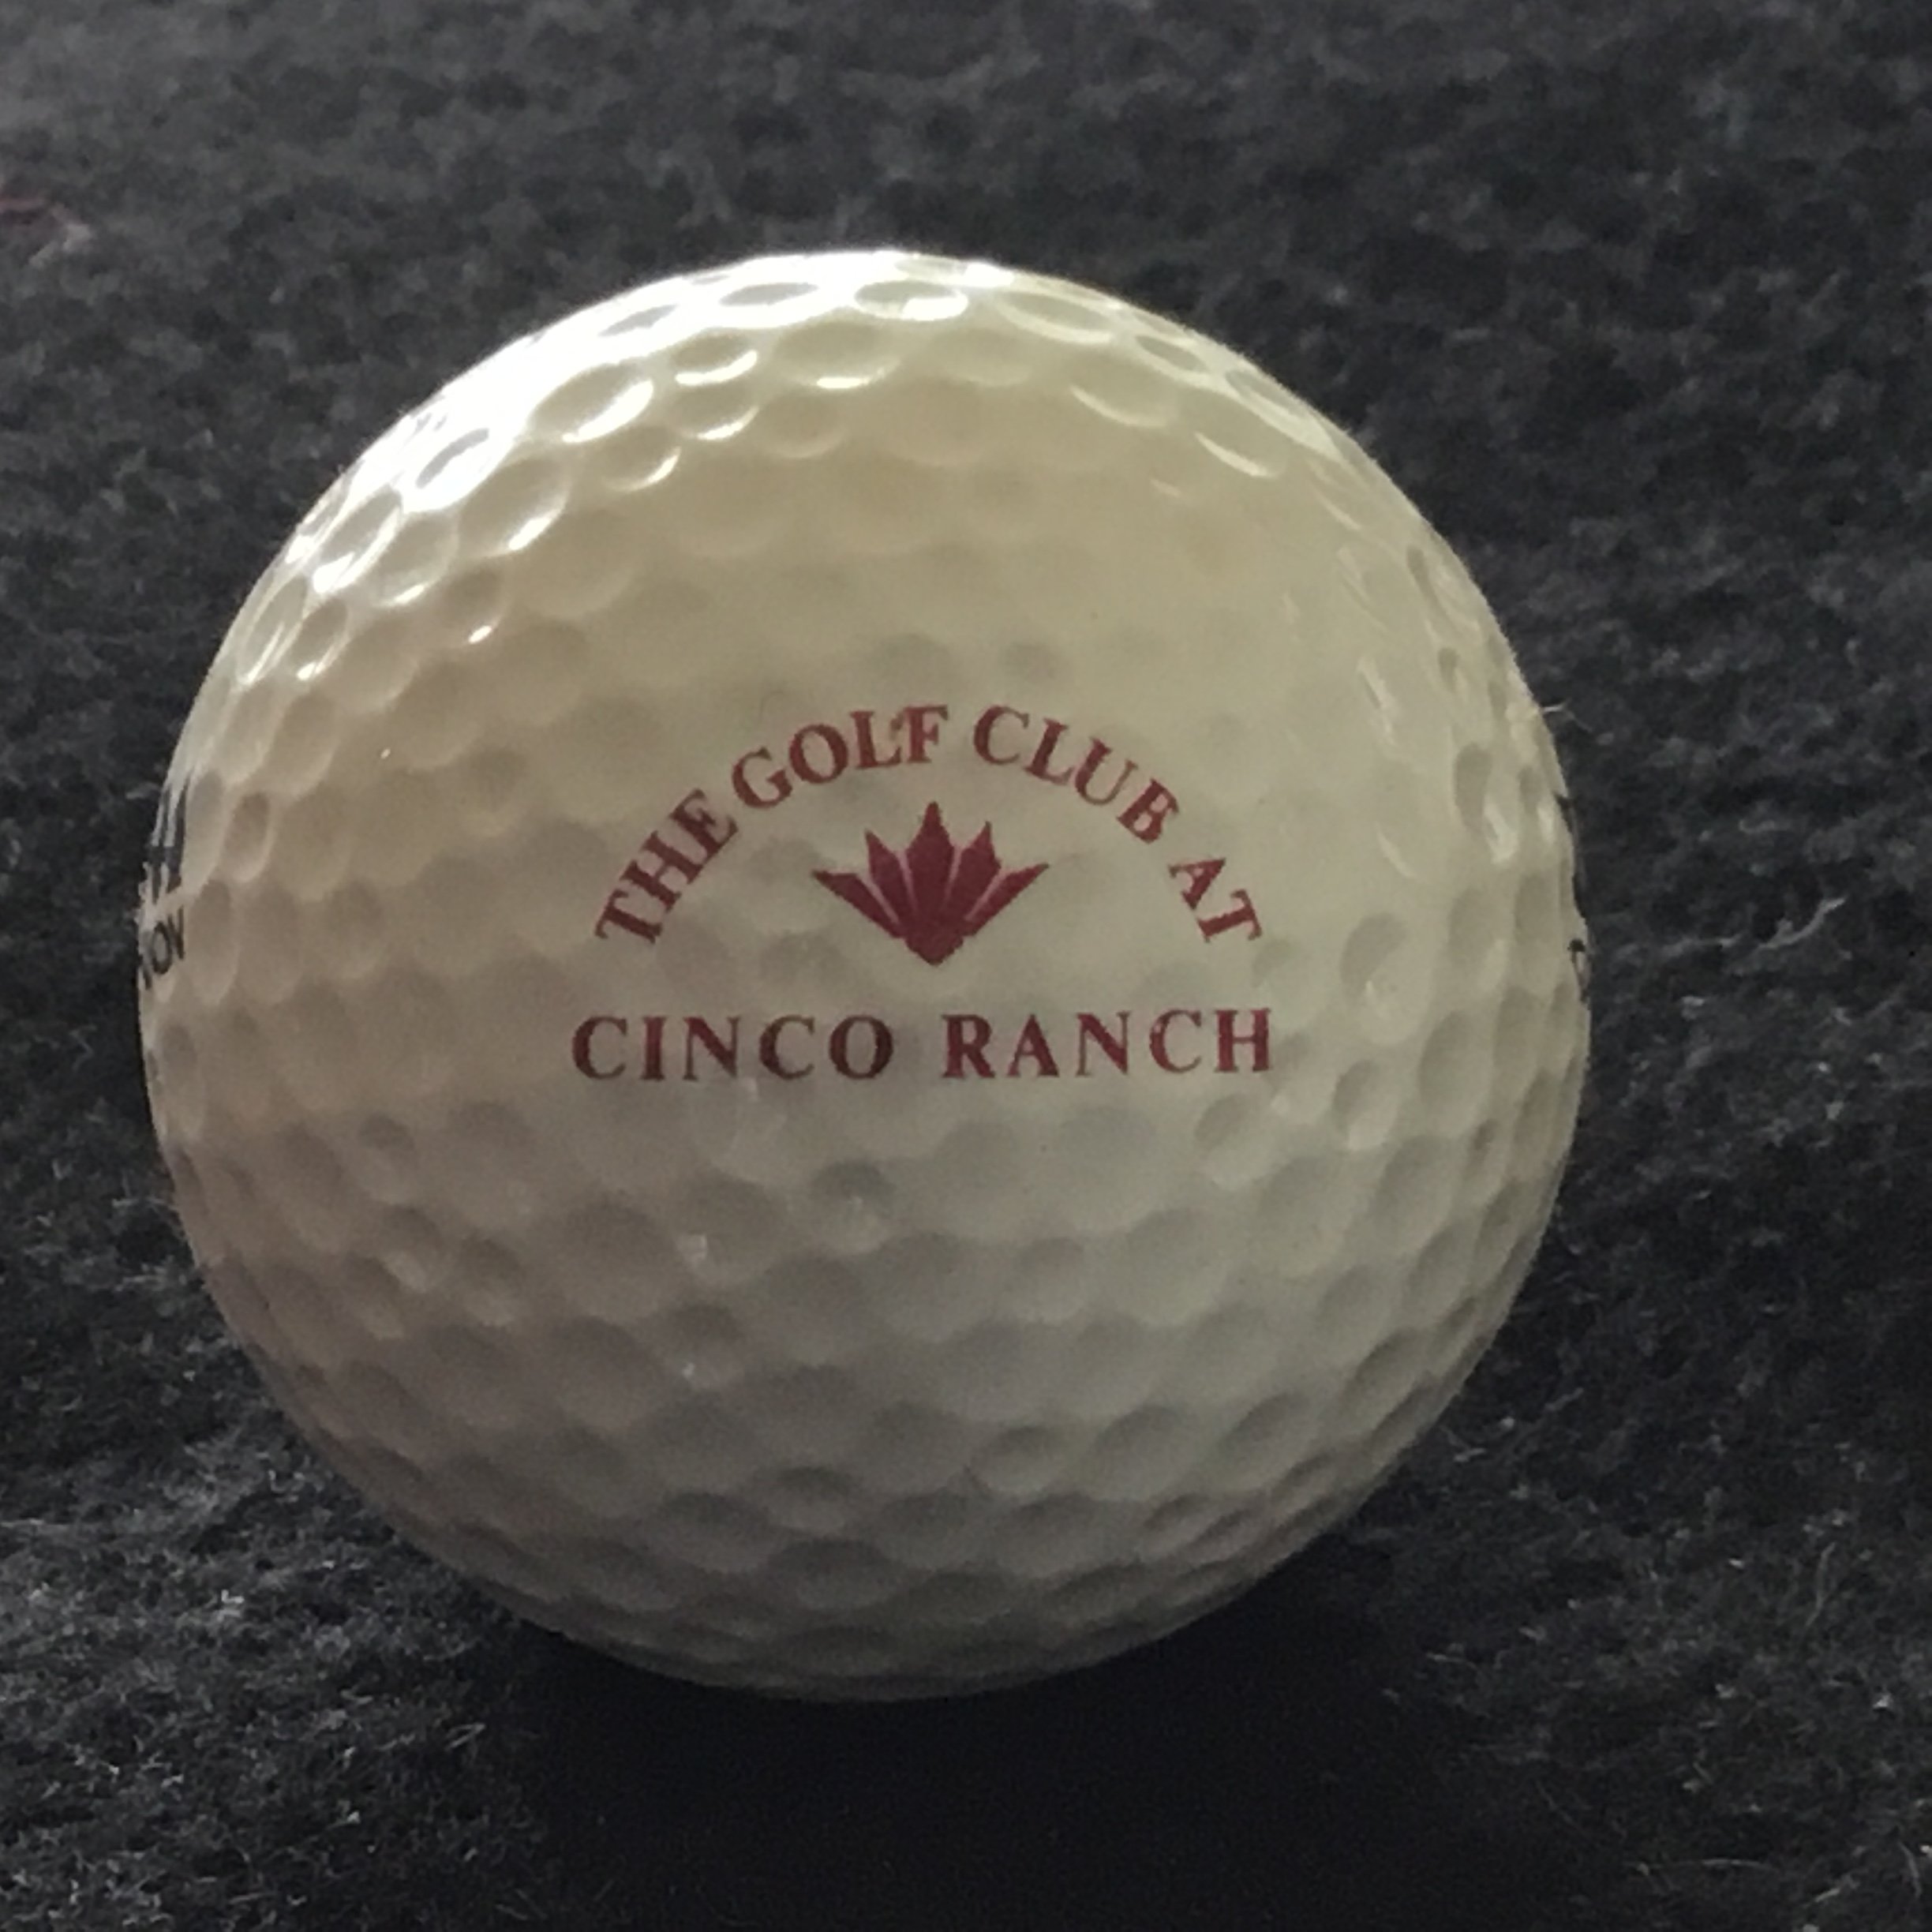 THE GOLF CLUB AT
CINCO RANCH